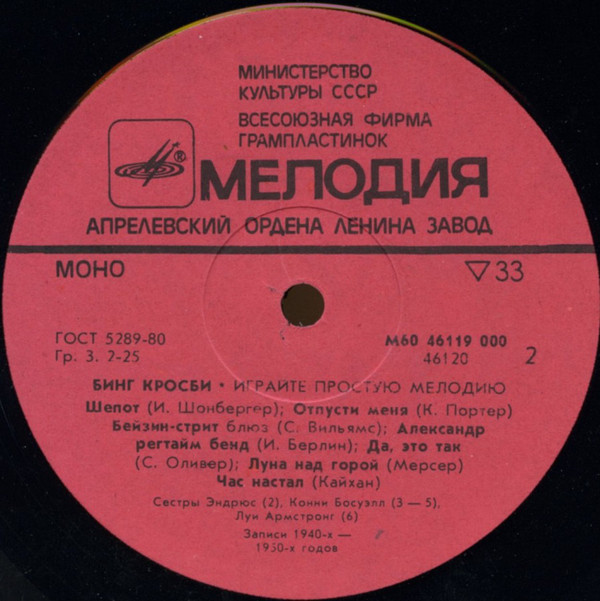 МИНИСТЕРСТВО
КУЛЬТУРЫ СССР
ВСЕСОЮЗНАЯ ФИРМА
ГРАМПЛАСТИНОК
®
МЕЛОДИЯ
АПРЕЛЕВСКИЙ ОРДЕНА ЛЕНИНА ЗАВОД
МОНО ▽33
ГОСТ 5289-80 М60 46119 000
Гр. 3. 2-25 46120 2
БИНГ КРОСБИ • ИГРАЙТЕ ПРОСТУЮ МЕЛОДИЮ
Шепот (И. Шонбергер); Отпусти меня (К. Портер)
Бейзин-стрит блюз (С. Вильямс); Александр
регтайм бенд (И. Берлин); Да, это так
(С. Оливер); Луна над горой (Мерсер)
Час настал (Кайхан)
Сестры Эндрюс (2), Конни Босуэлл (3 — 5),
Луи Армстронг (6)
Записи 1940-х —
1950-х годов